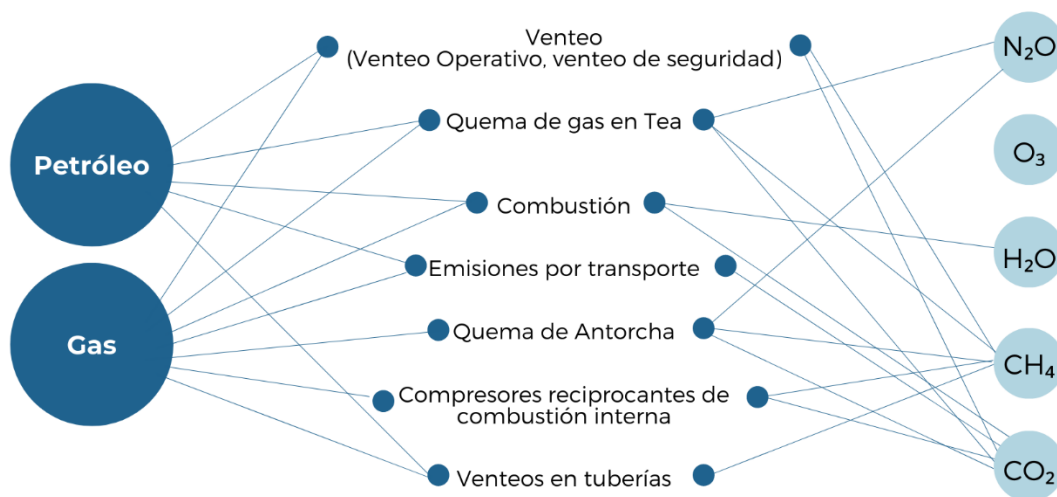 Petróleo
Gas
Venteo
(Venteo Operativo, venteo de seguridad)
Quema de gas en Tea
Combustión
Emisiones por transporte
Quema de Antorcha
Compresores reciprocantes de
combustión interna
Venteos en tuberías
N₂O
O₃
H₂O
CH₄
CO₂